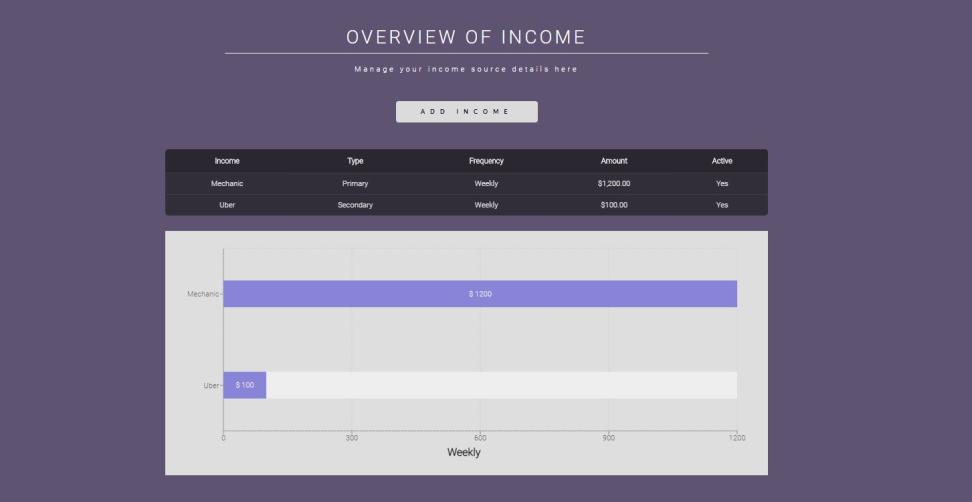 OVERVIEW OF INCOME
Manage your income source details here
ADD INCOME
Income Type Frequency Amount Active
Mechanic Primary Weekly $1,200.00 Yes
Uber Secondary Weekly $100.00 Yes
Mechanic $ 1200
Uber $ 100
0 300 600 900 1200
Weekly